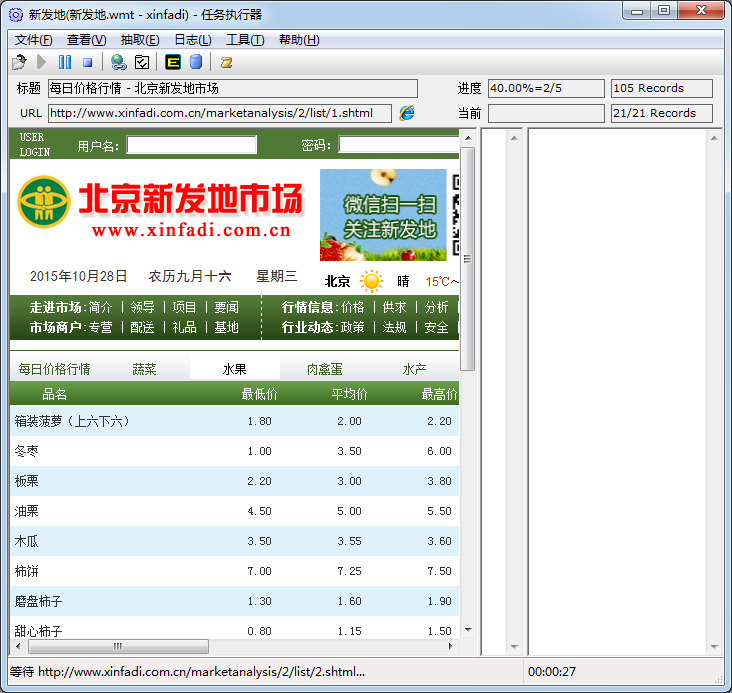 新发地(新发地.wmt - xinfadi) - 任务执行器
文件(F) 查看(V) 抽取(E) 日志(L) 工具(T) 帮助(H)
标题 每日价格行情 - 北京新发地市场 进度 40.00%=2/5 105 Records
URL http://www.xinfadi.com.cn/marketanalysis/2/list/1.shtml 当前 21/21 Records
USER LOGIN 用户名: 密码:
北京新发地市场
www.xinfadi.com.cn
微信扫一扫
关注新发地
2015年10月28日 农历九月十六 星期三 北京 晴 15℃~
走进市场:简介 | 领导 | 项目 | 要闻 行情信息:价格 | 供求 | 分析 |
市场商户:专营 | 配送 | 礼品 | 基地 行业动态:政策 | 法规 | 安全 |
每日价格行情 蔬菜 水果 肉禽蛋 水产
品名 最低价 平均价 最高价
箱装菠萝（上六下六） 1.80 2.00 2.20
冬枣 1.00 3.50 6.00
板栗 2.20 3.00 3.80
油栗 4.50 5.00 5.50
木瓜 3.50 3.55 3.60
柿饼 7.00 7.25 7.50
磨盘柿子 1.30 1.60 1.90
甜心柿子 0.80 1.15 1.50
等待 http://www.xinfadi.com.cn/marketanalysis/2/list/2.shtml... 00:00:27